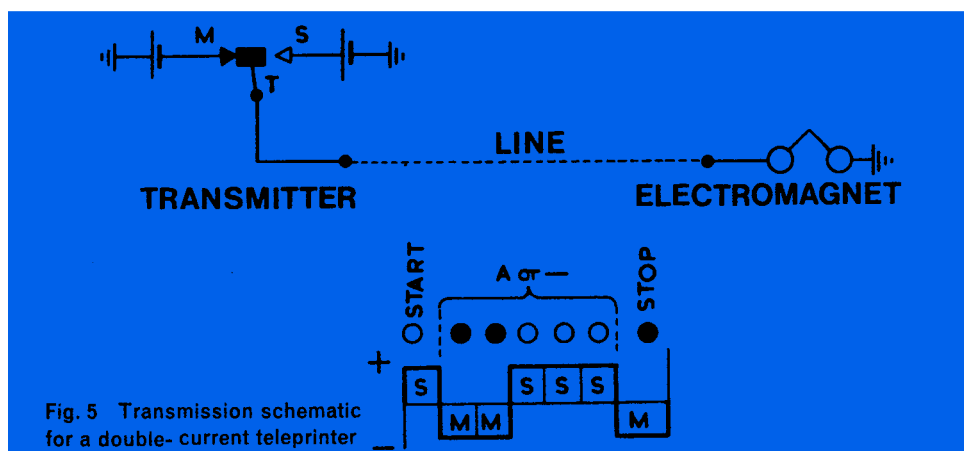 M S
T
LINE
TRANSMITTER
ELECTROMAGNET
START
A or —
STOP
+
S S S S
M M M
—
Fig. 5 Transmission schematic
for a double- current teleprinter